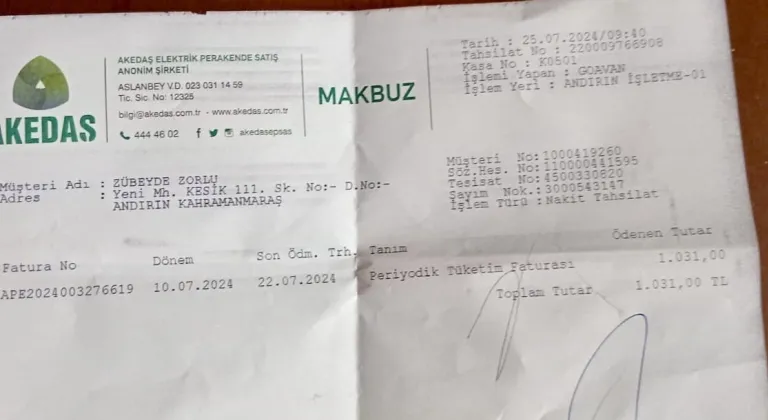 AKEDAS
AKEDAŞ ELEKTRİK PERAKENDE SATIŞ
ANONİM ŞİRKETİ
ASLANBEY V.D. 023 031 14 59
Tic. Sic. No: 12325
bilgi@akedas.com.tr - www.akedas.com.tr
444 46 02 akedasepsas
MAKBUZ
Tarih : 25.07.2024/09:40
Tahsilat No : 220009766908
Kasa No : K0501
İşlemi Yapan : GOAVAN
İşlem Yeri : ANDIRIN İŞLETME-01
Müşteri Adı : ZÜBEYDE ZORLU
Adres : Yeni Mh. KESİK 111. Sk. No:- D.No:-
ANDIRIN KAHRAMANMARAŞ
Müşteri No:1000419260
Söz.Hes. No:110000441595
Tesisat No:4500330820
Sayım Nok.:3000543147
İşlem Türü :Nakit Tahsilat
Fatura No Dönem Son Ödm. Trh. Tanım Ödenen Tutar
APE2024003276619 10.07.2024 22.07.2024 Periyodik Tüketim Faturası 1.031,00
Toplam Tutar 1.031,00 TL